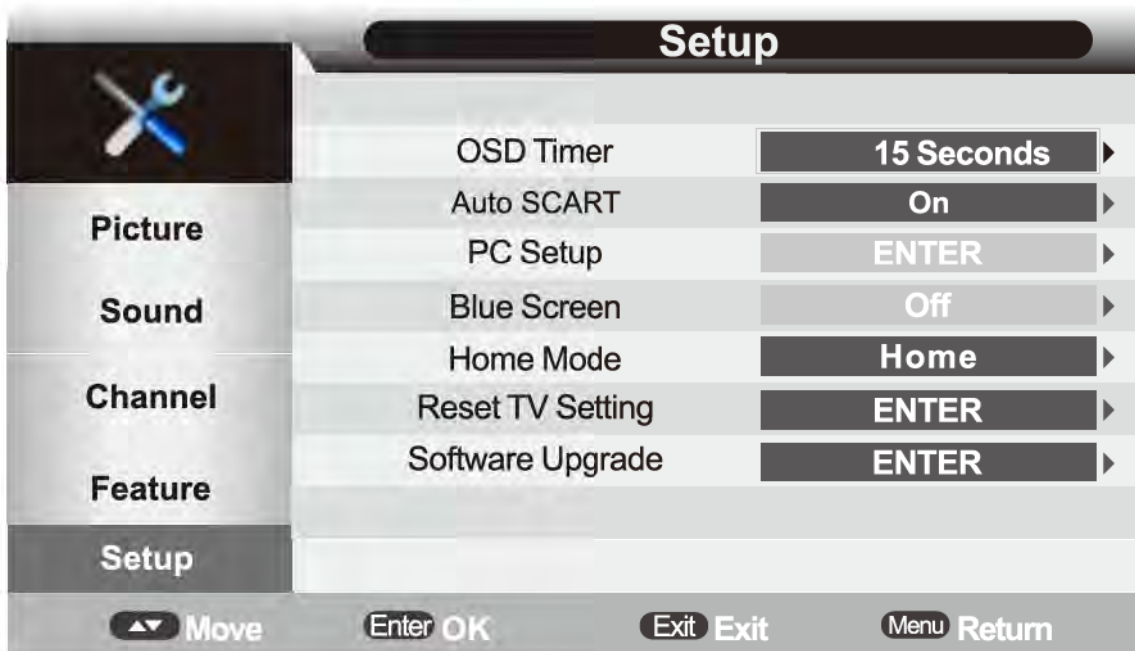 Setup
Picture
Sound
Channel
Feature
Setup
OSD Timer 15 Seconds
Auto SCART On
PC Setup ENTER
Blue Screen Off
Home Mode Home
Reset TV Setting ENTER
Software Upgrade ENTER
Move Enter OK Exit Exit Menu Return